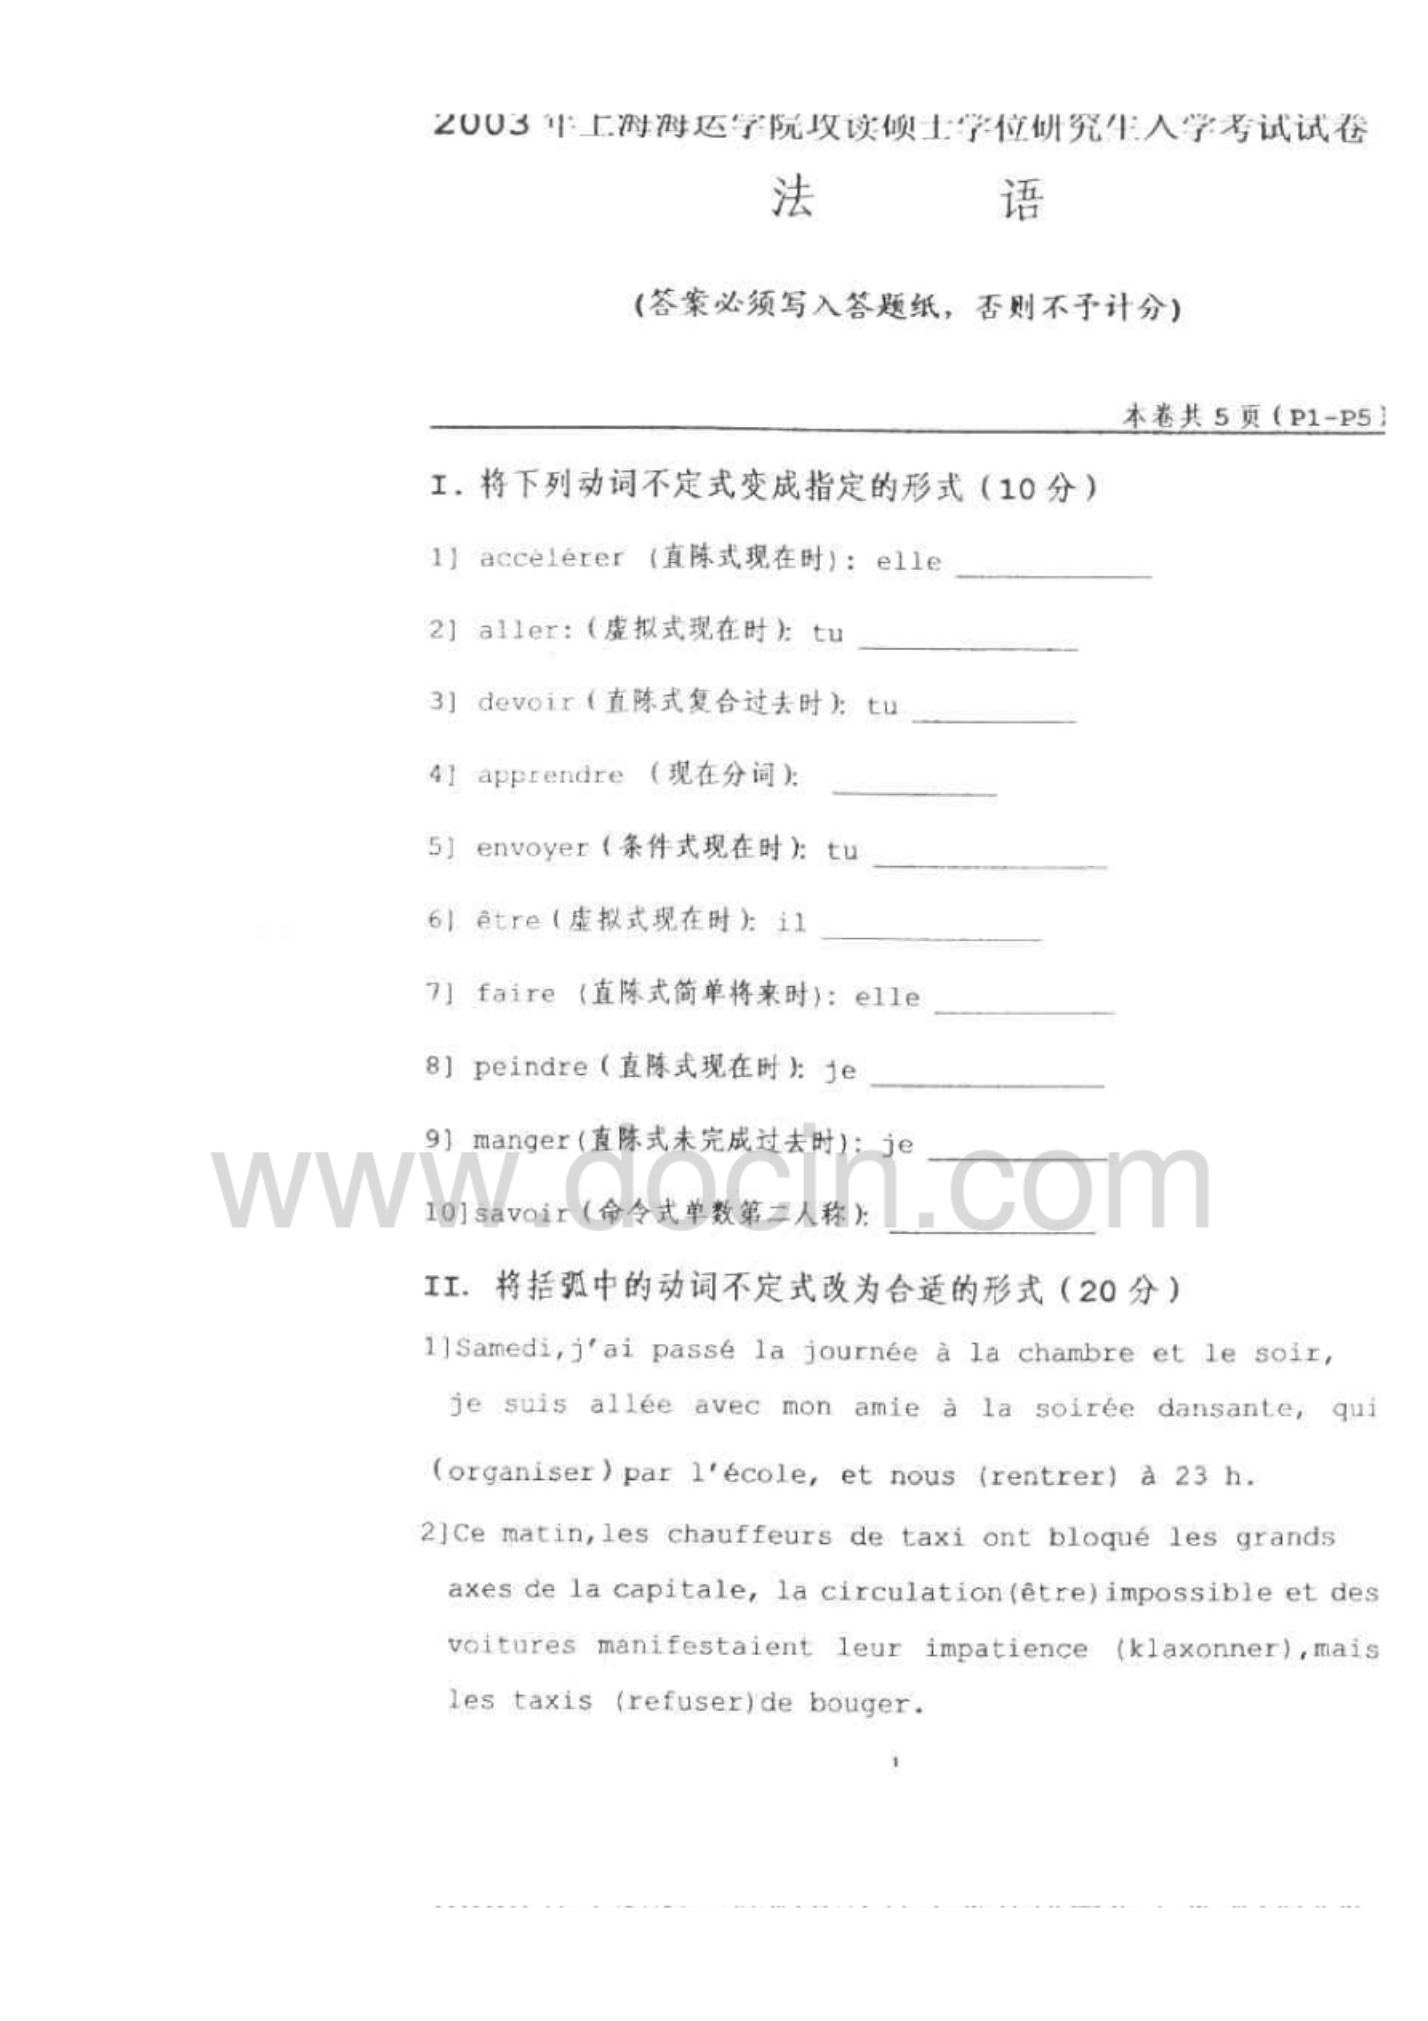 2003 年上海海运学院攻读硕士学位研究生入学考试试卷
法 语
(答案必须写入答题纸，否则不予计分)
本卷共 5 页(P1-P5)
I. 将下列动词不定式变成指定的形式(10 分)
1] accélérer (直陈式现在时): elle
2] aller:(虚拟式现在时): tu
3] devoir(直陈式复合过去时): tu
4] apprendre (现在分词):
5] envoyer(条件式现在时): tu
6] être(虚拟式现在时): il
7] faire (直陈式简单将来时): elle
8] peindre(直陈式现在时): je
9] manger(直陈式未完成过去时): je
www.docin.com
10]savoir(命令式单数第二人称):
II. 将括弧中的动词不定式改为合适的形式(20 分)
1]Samedi,j'ai passé la journée à la chambre et le soir,
je suis allée avec mon amie à la soirée dansante, qui
(organiser)par l'école, et nous (rentrer) à 23 h.
2]Ce matin,les chauffeurs de taxi ont bloqué les grands
axes de la capitale, la circulation(être)impossible et des
voitures manifestaient leur impatience (klaxonner),mais
les taxis (refuser)de bouger.
1